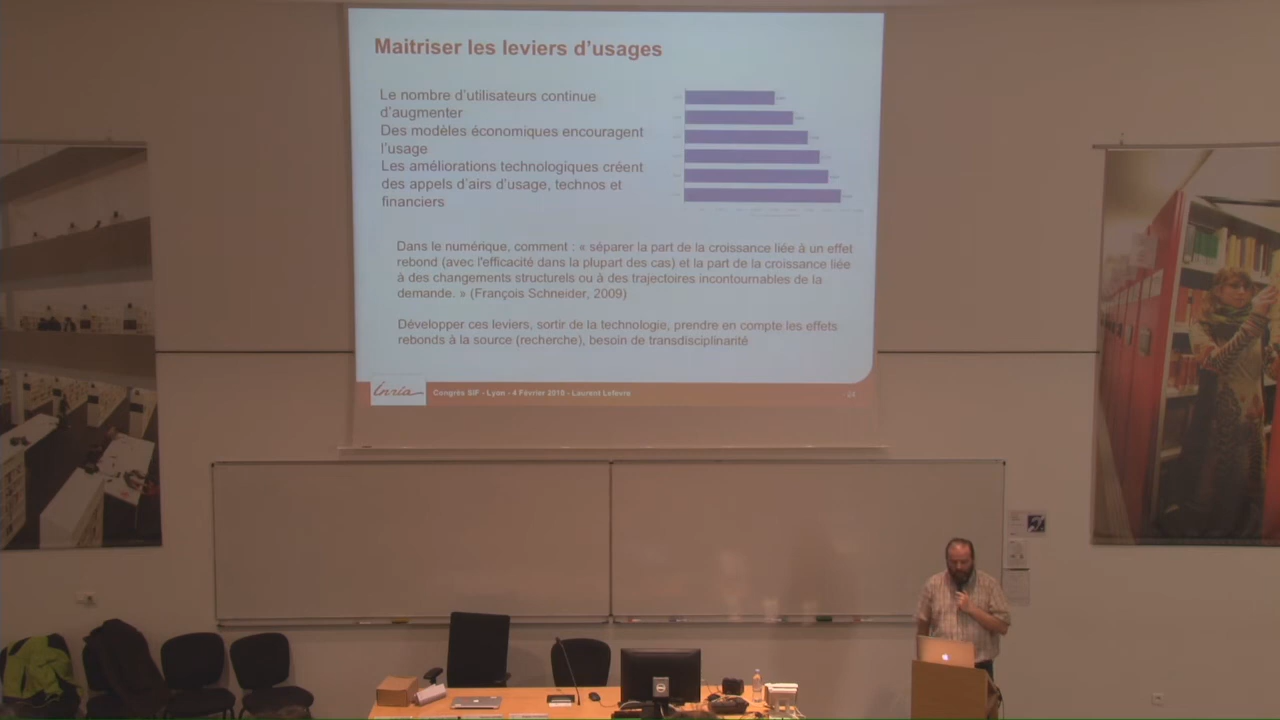 Maitriser les leviers d'usages
Le nombre d'utilisateurs continue
d'augmenter
Des modèles économiques encouragent
l'usage
Les améliorations technologiques créent
des appels d'airs d'usage, technos et
financiers
Dans le numérique, comment : « séparer la part de la croissance liée à un effet
rebond (avec l'efficacité dans la plupart des cas) et la part de la croissance liée
à des changements structurels ou à des trajectoires incontournables de la
demande. » (François Schneider, 2009)
Développer ces leviers, sortir de la technologie, prendre en compte les effets
rebonds à la source (recherche), besoin de transdisciplinarité
Inria
Congrès SIF - Lyon - 4 Février 2015 - Laurent Lefevre
- 24
DELL